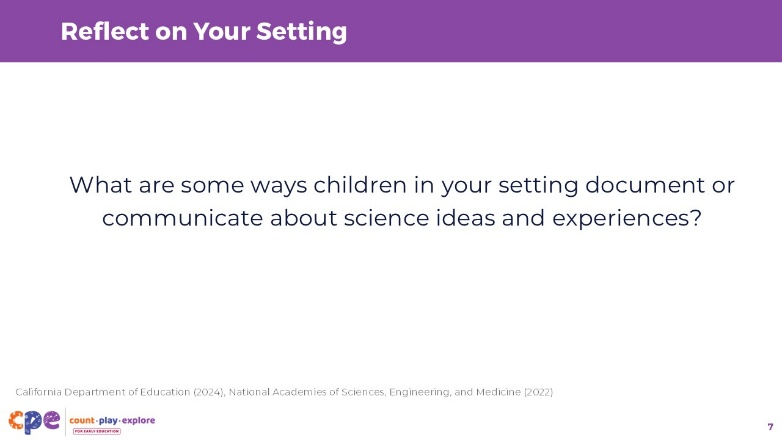 Reflect on Your Setting
What are some ways children in your setting document or
communicate about science ideas and experiences?
California Department of Education (2024), National Academies of Sciences, Engineering, and Medicine (2022)
cpe
count·play·explore
FOR EARLY EDUCATION
7